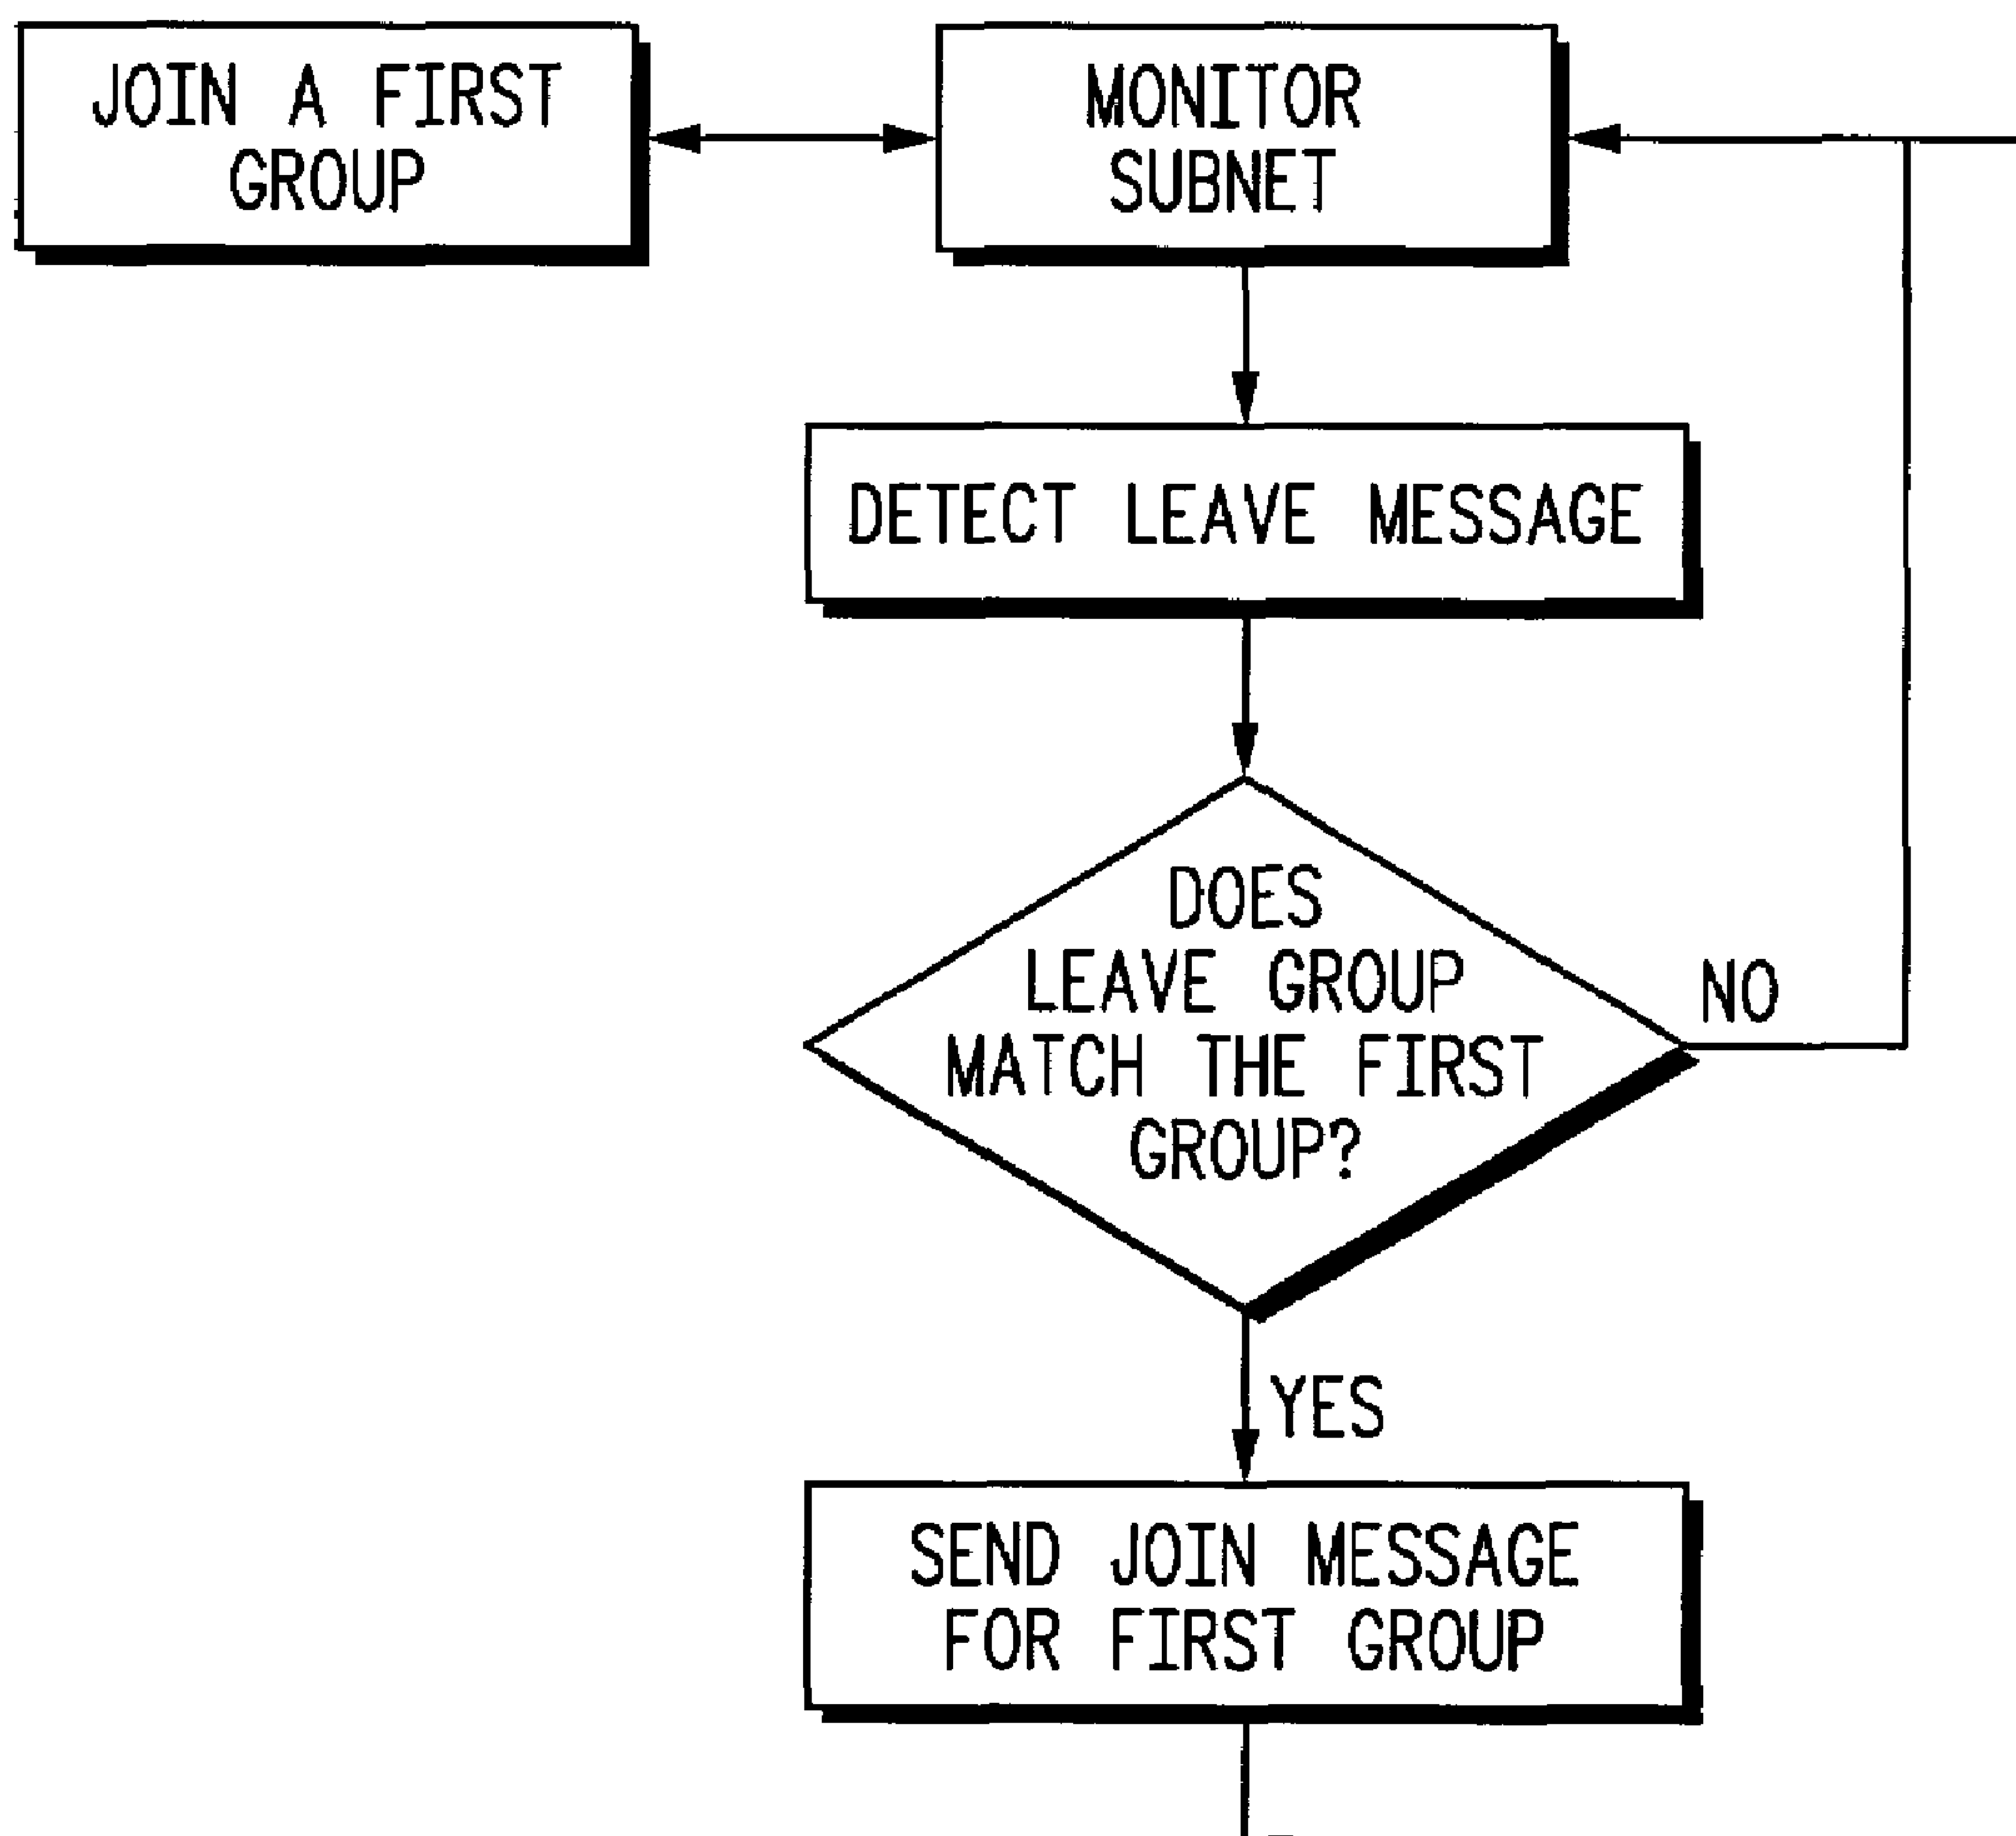 JOIN A FIRST
GROUP
MONITOR
SUBNET
DETECT LEAVE MESSAGE
DOES
LEAVE GROUP
MATCH THE FIRST
GROUP?
NO
YES
SEND JOIN MESSAGE
FOR FIRST GROUP